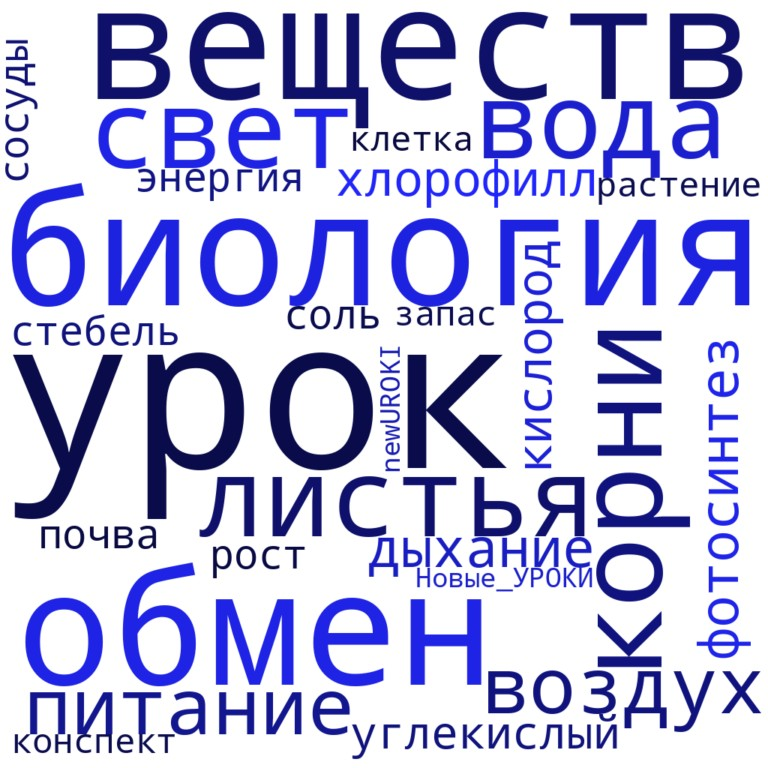 веществ
сосуды
свет
клетка
вода
энергия
хлорофилл
растение
биология
соль
запас
стебель
кислород
урок
newUROKI
корни
фотосинтез
листья
почва
рост
дыхание
Новые_УРОКИ
обмен
воздух
питание
углекислый
конспект